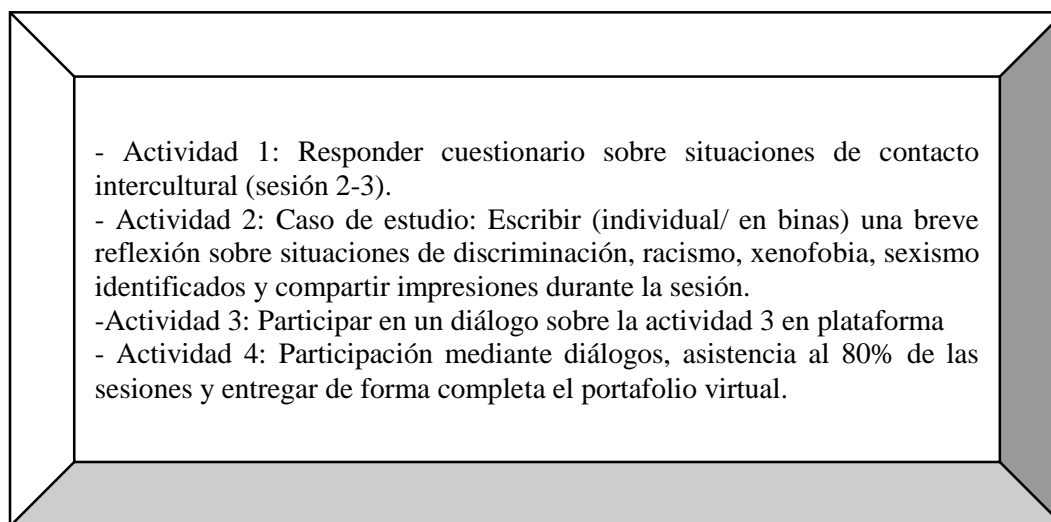 - Actividad 1: Responder cuestionario sobre situaciones de contacto
intercultural (sesión 2-3).
- Actividad 2: Caso de estudio: Escribir (individual/ en binas) una breve
reflexión sobre situaciones de discriminación, racismo, xenofobia, sexismo
identificados y compartir impresiones durante la sesión.
-Actividad 3: Participar en un diálogo sobre la actividad 3 en plataforma
- Actividad 4: Participación mediante diálogos, asistencia al 80% de las
sesiones y entregar de forma completa el portafolio virtual.